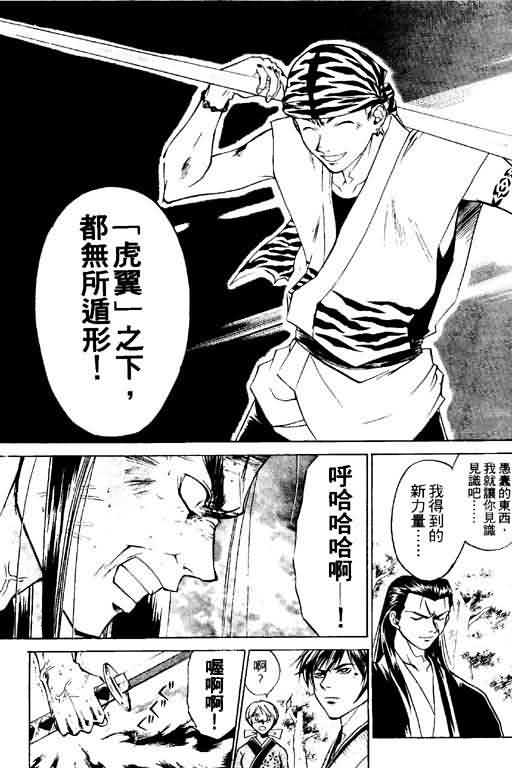 「虎翼」之下，
都無所遁形！
愚蠢的東西，
我就讓你見識
見識吧……
我得到的
新力量……
呼哈哈哈啊——！
啊？
喔啊啊！